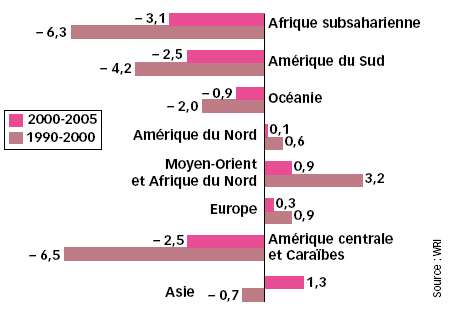 – 3,1
Afrique subsaharienne
– 6,3
– 2,5
Amérique du Sud
– 4,2
– 0,9
Océanie
– 2,0
2000-2005
1990-2000
Amérique du Nord
0,1
0,6
Moyen-Orient
et Afrique du Nord
0,9
3,2
Europe
0,3
0,9
– 2,5
Amérique centrale
et Caraïbes
– 6,5
Asie
1,3
– 0,7
Source : WRI